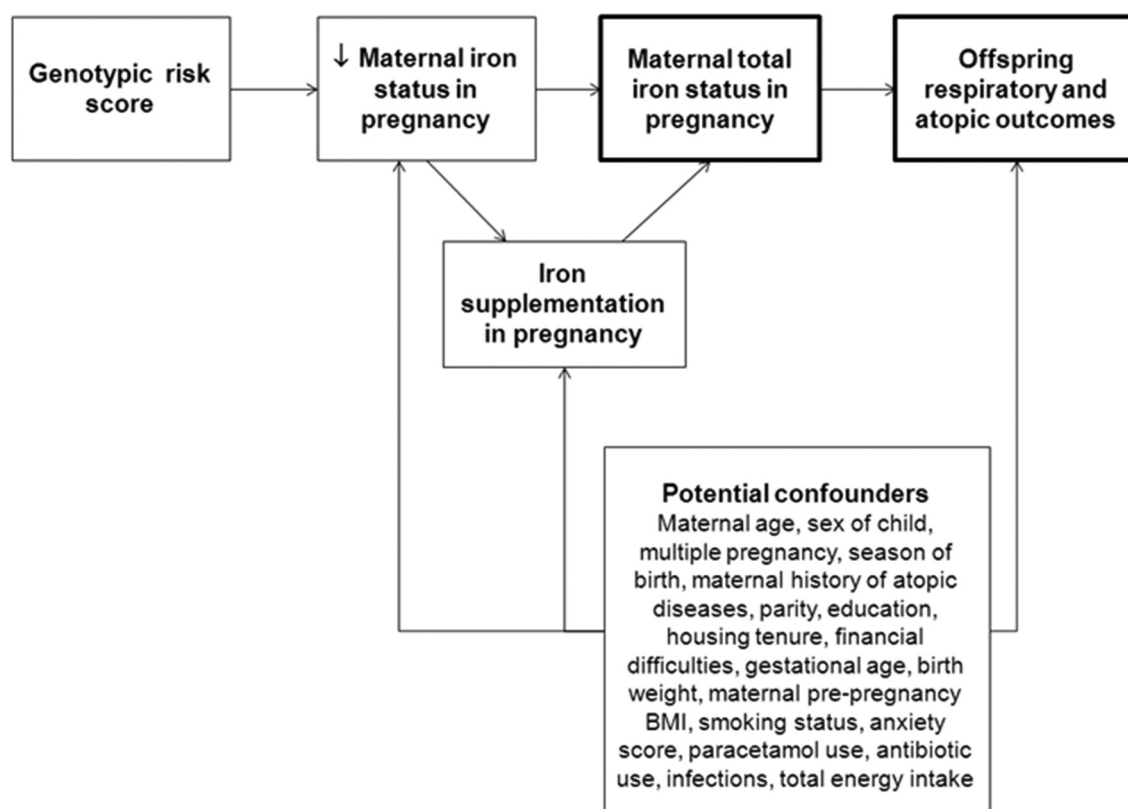 Genotypic risk
score
↓ Maternal iron
status in
pregnancy
Maternal total
iron status in
pregnancy
Offspring
respiratory and
atopic outcomes
Iron
supplementation
in pregnancy
Potential confounders
Maternal age, sex of child,
multiple pregnancy, season of
birth, maternal history of atopic
diseases, parity, education,
housing tenure, financial
difficulties, gestational age, birth
weight, maternal pre-pregnancy
BMI, smoking status, anxiety
score, paracetamol use, antibiotic
use, infections, total energy intake